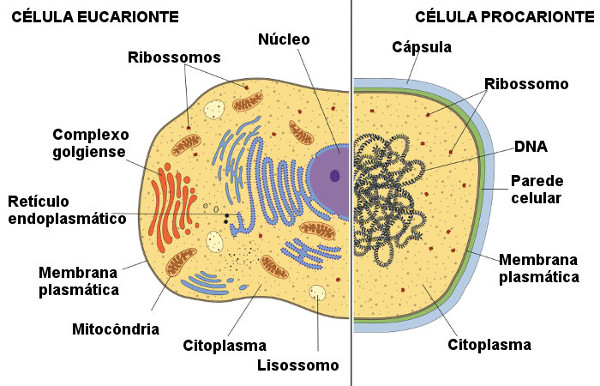 CÉLULA EUCARIONTE
Ribossomos
Núcleo
Complexo
golgiense
Retículo
endoplasmático
Membrana
plasmática
Mitocôndria
Citoplasma
Lisossomo
CÉLULA PROCARIONTE
Cápsula
Ribossomo
DNA
Parede
celular
Membrana
plasmática
Citoplasma